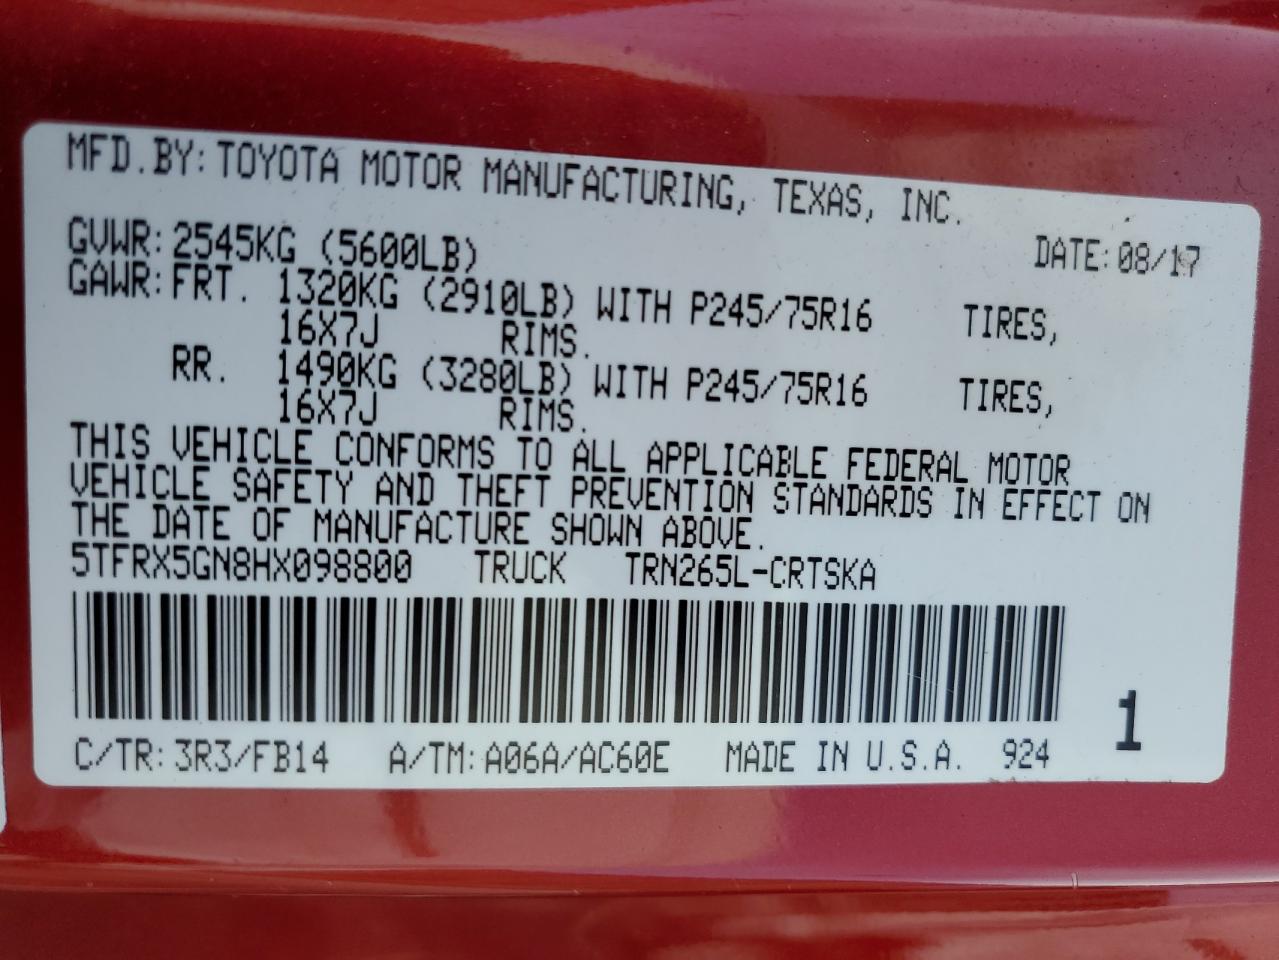 MFD.BY: TOYOTA MOTOR MANUFACTURING, TEXAS, INC.
GVWR: 2545KG (5600LB) DATE: 08/17
GAWR: FRT. 1320KG (2910LB) WITH P245/75R16 TIRES,
16X7J RIMS.
RR. 1490KG (3280LB) WITH P245/75R16 TIRES,
16X7J RIMS.
THIS VEHICLE CONFORMS TO ALL APPLICABLE FEDERAL MOTOR
VEHICLE SAFETY AND THEFT PREVENTION STANDARDS IN EFFECT ON
THE DATE OF MANUFACTURE SHOWN ABOVE.
5TFRX5GN8HX098800 TRUCK TRN265L-CRTSKA
1
C/TR: 3R3/FB14 A/TM: A06A/AC60E MADE IN U.S.A. 924